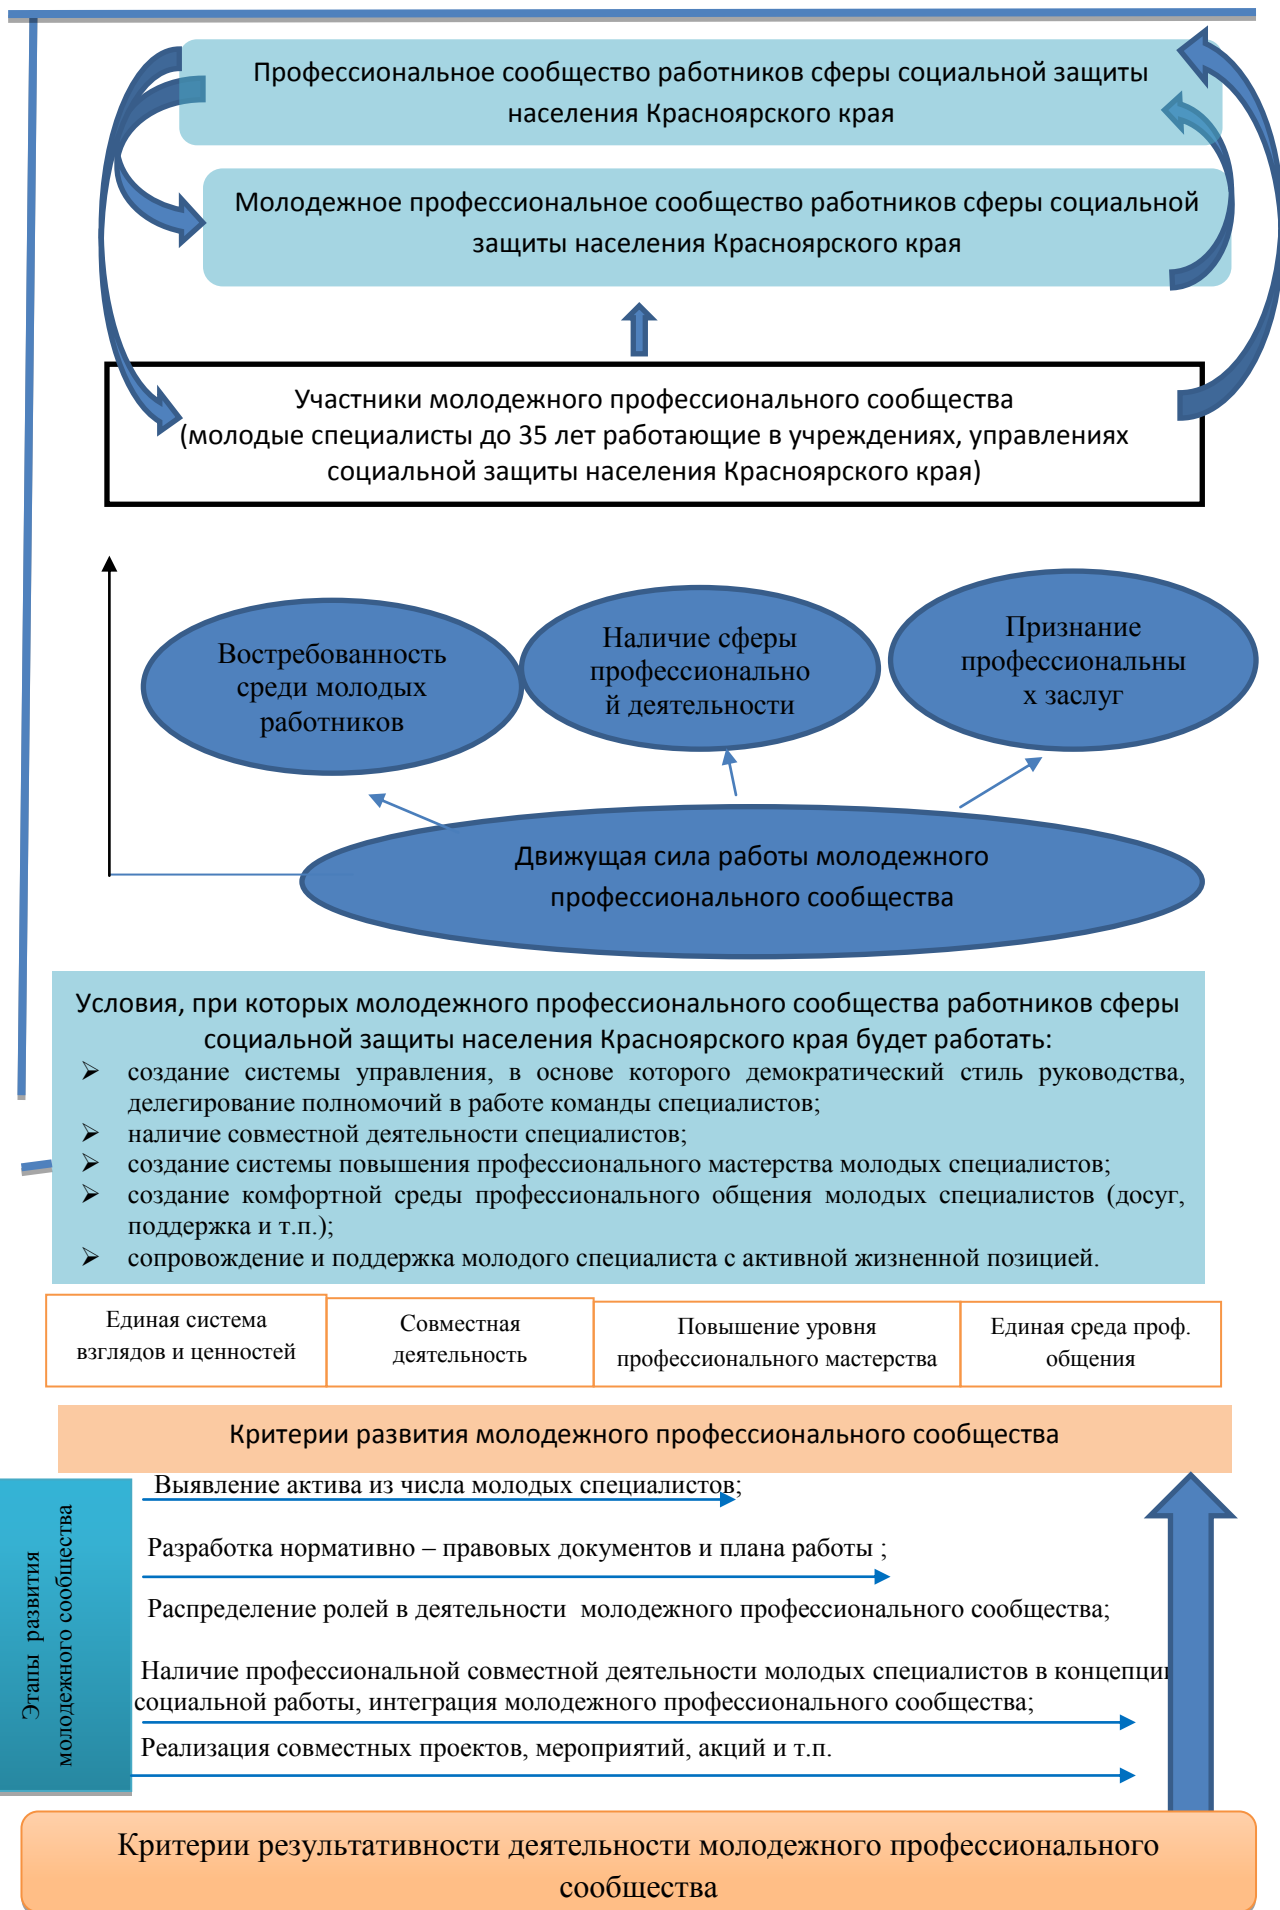 Профессиональное сообщество работников сферы социальной защиты
населения Красноярского края
Молодежное профессиональное сообщество работников сферы социальной
защиты населения Красноярского края
Участники молодежного профессионального сообщества
(молодые специалисты до 35 лет работающие в учреждениях, управлениях
социальной защиты населения Красноярского края)
Востребованность
среди молодых
работников
Наличие сферы
профессионально
й деятельности
Признание
профессиональны
х заслуг
Движущая сила работы молодежного
профессионального сообщества
Условия, при которых молодежного профессионального сообщества работников сферы
социальной защиты населения Красноярского края будет работать:
➢ создание системы управления, в основе которого демократический стиль руководства,
делегирование полномочий в работе команды специалистов;
➢ наличие совместной деятельности специалистов;
➢ создание системы повышения профессионального мастерства молодых специалистов;
➢ создание комфортной среды профессионального общения молодых специалистов (досуг,
поддержка и т.п.);
➢ сопровождение и поддержка молодого специалиста с активной жизненной позицией.
Единая система
взглядов и ценностей
Совместная
деятельность
Повышение уровня
профессионального мастерства
Единая среда проф.
общения
Критерии развития молодежного профессионального сообщества
Этапы развития
молодежного сообщества
Выявление актива из числа молодых специалистов;
Разработка нормативно – правовых документов и плана работы ;
Распределение ролей в деятельности молодежного профессионального сообщества;
Наличие профессиональной совместной деятельности молодых специалистов в концепции
социальной работы, интеграция молодежного профессионального сообщества;
Реализация совместных проектов, мероприятий, акций и т.п.
Критерии результативности деятельности молодежного профессионального
сообщества